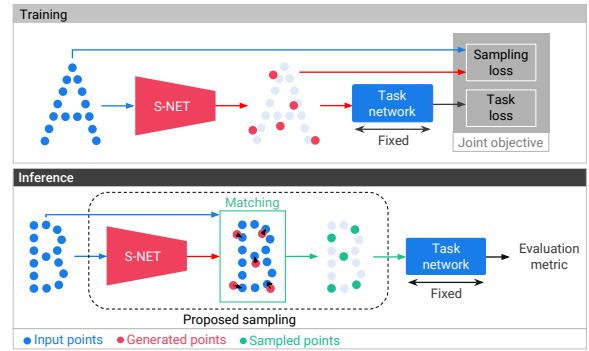 Training
Sampling
loss
S-NET
Task
network
Task
loss
Fixed
Joint objective
Inference
Matching
S-NET
Task
network
Evaluation
metric
Fixed
Proposed sampling
Input points
Generated points
Sampled points